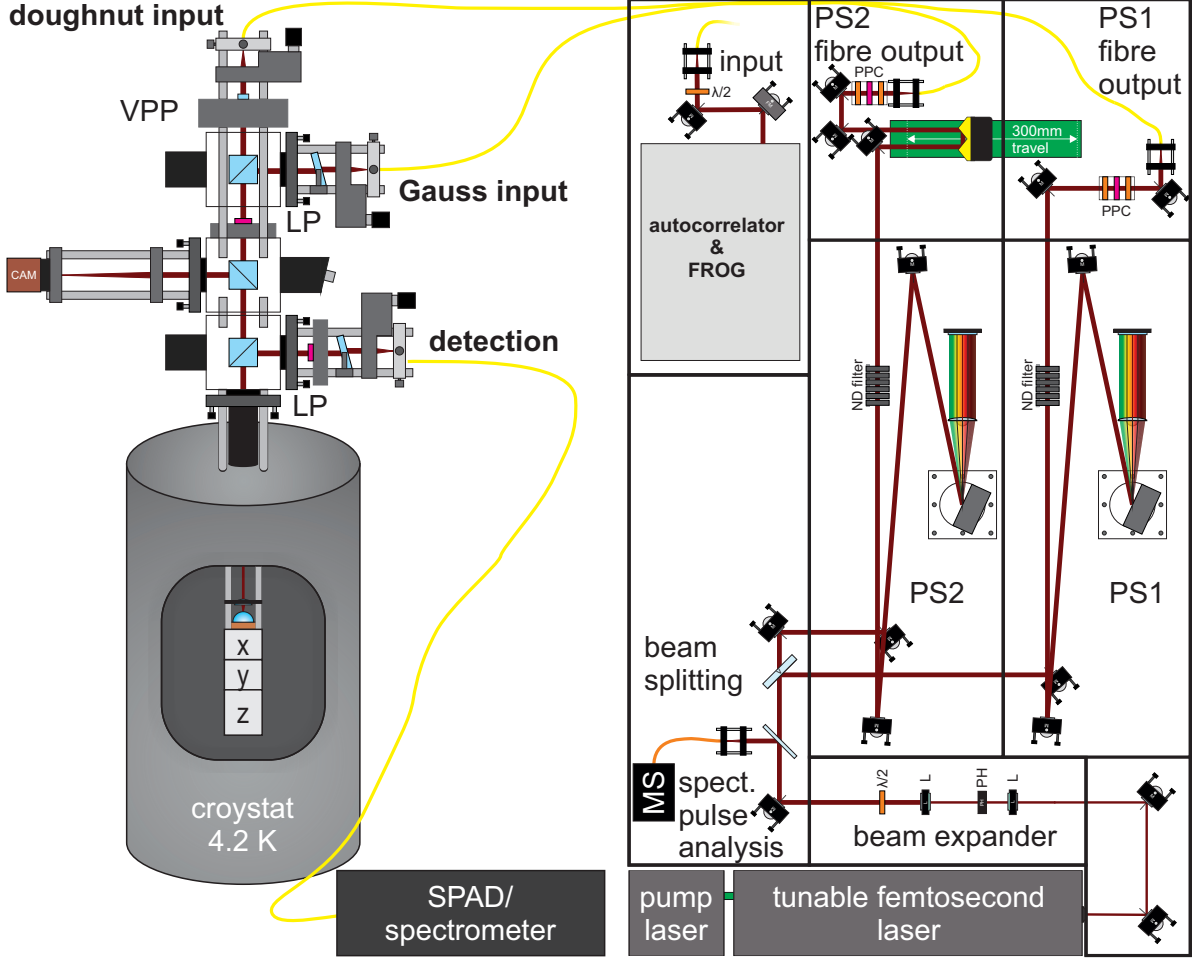 doughnut input
VPP
Gauss input
LP
CAM
detection
LP
x
y
z
croystat
4.2 K
SPAD/
spectrometer
input
λ/2
autocorrelator
&
FROG
PS2
fibre output
PPC
300mm
travel
PS1
fibre
output
PPC
ND filter
ND filter
PS2
PS1
beam
splitting
MS
spect.
pulse
analysis
λ/2
L
PH
L
beam expander
pump
laser
tunable femtosecond
laser